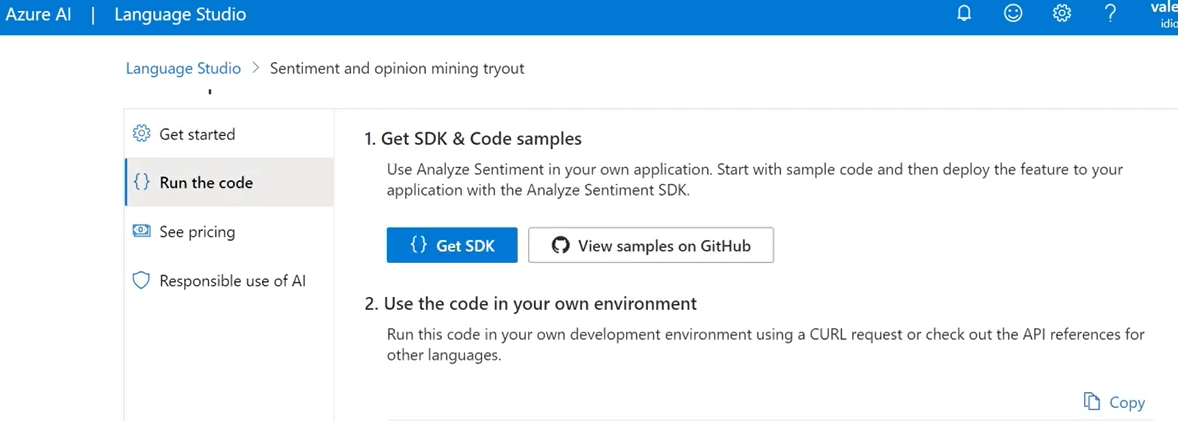 Azure AI | Language Studio
Language Studio > Sentiment and opinion mining tryout
Get started
Run the code
See pricing
Responsible use of AI
1. Get SDK & Code samples
Use Analyze Sentiment in your own application. Start with sample code and then deploy the feature to your
application with the Analyze Sentiment SDK.
{} Get SDK
View samples on GitHub
2. Use the code in your own environment
Run this code in your own development environment using a CURL request or check out the API references for
other languages.
Copy